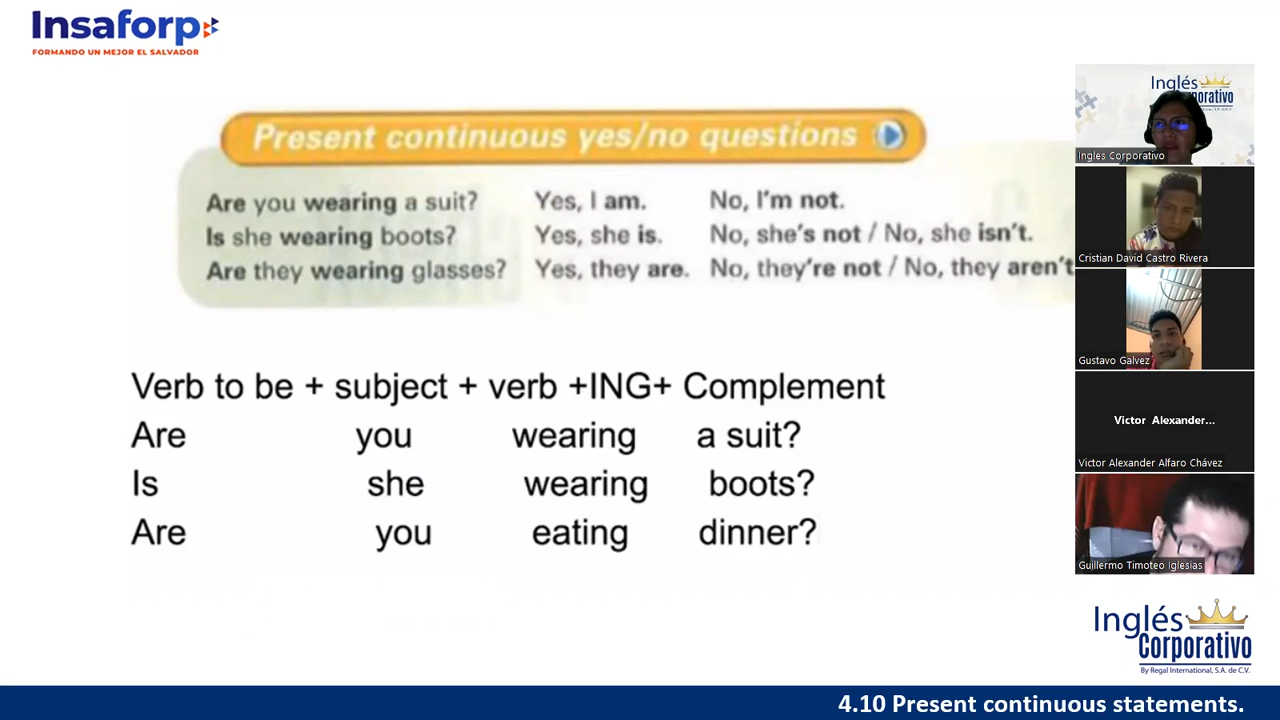 Insaforp
FORMANDO UN MEJOR EL SALVADOR
Present continuous yes/no questions
Are you wearing a suit? Yes, I am. No, I'm not.
Is she wearing boots? Yes, she is. No, she's not / No, she isn't.
Are they wearing glasses? Yes, they are. No, they're not / No, they aren't
Verb to be + subject + verb +ING+ Complement
Are you wearing a suit?
Is she wearing boots?
Are you eating dinner?
Inglés
Corporativo
Ingles Corporativo
Cristian David Castro Rivera
Gustavo Galvez
Victor Alexander...
Victor Alexander Alfaro Chávez
Guillermo Timoteo Iglesias
Inglés
Corporativo
By Regal International, S.A. de C.V.
4.10 Present continuous statements.